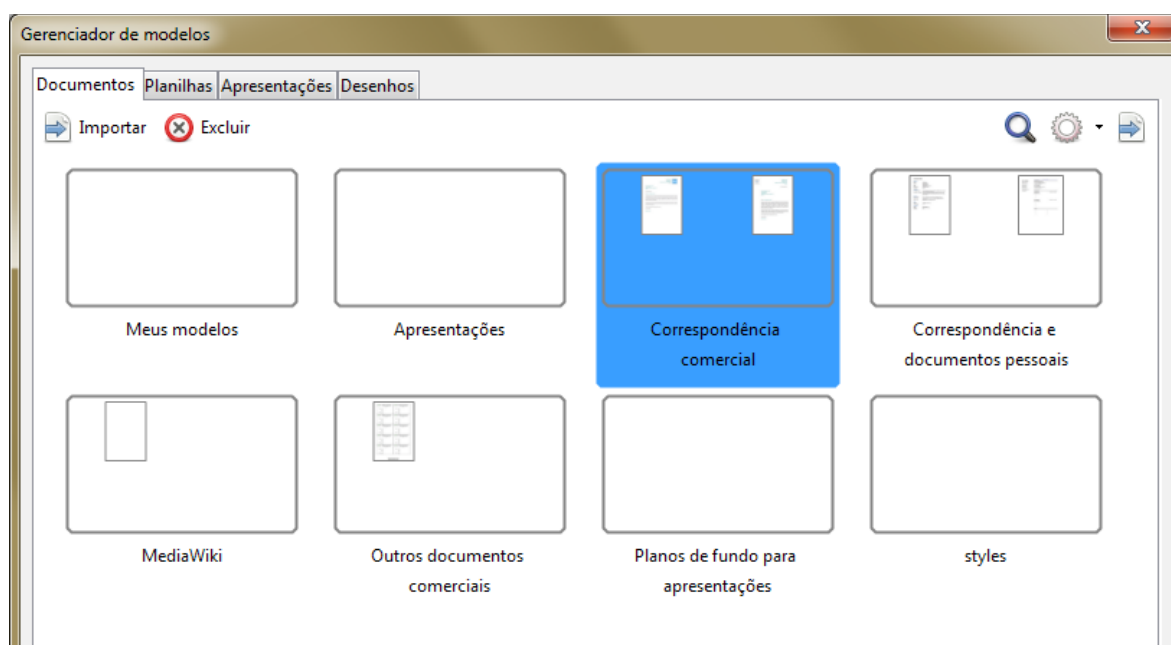 Gerenciador de modelos
Documentos Planilhas Apresentações Desenhos
Importar Excluir
Meus modelos
Apresentações
Correspondência
comercial
Correspondência e
documentos pessoais
MediaWiki
Outros documentos
comerciais
Planos de fundo para
apresentações
styles